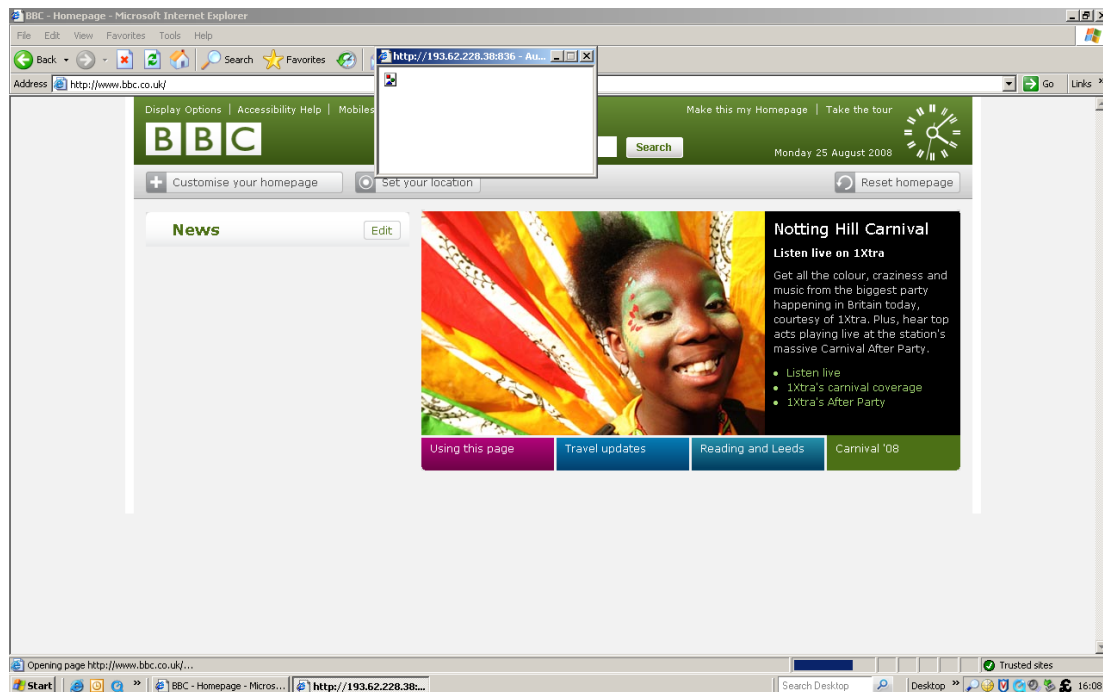 BBC - Homepage - Microsoft Internet Explorer
File Edit View Favorites Tools Help
Back Search Favorites
http://193.62.228.38:836 - Au...
Address http://www.bbc.co.uk/ Go Links
Display Options | Accessibility Help | Mobiles
Make this my Homepage | Take the tour
BBC
Search
Monday 25 August 2008
Customise your homepage
Set your location
Reset homepage
News
Edit
Notting Hill Carnival
Listen live on 1Xtra
Get all the colour, craziness and
music from the biggest party
happening in Britain today,
courtesy of 1Xtra. Plus, hear top
acts playing live at the station's
massive Carnival After Party.
Listen live
1Xtra's carnival coverage
1Xtra's After Party
Using this page
Travel updates
Reading and Leeds
Carnival '08
Opening page http://www.bbc.co.uk/...
Trusted sites
Start
BBC - Homepage - Micros...
http://193.62.228.38:...
Search Desktop
Desktop
16:08